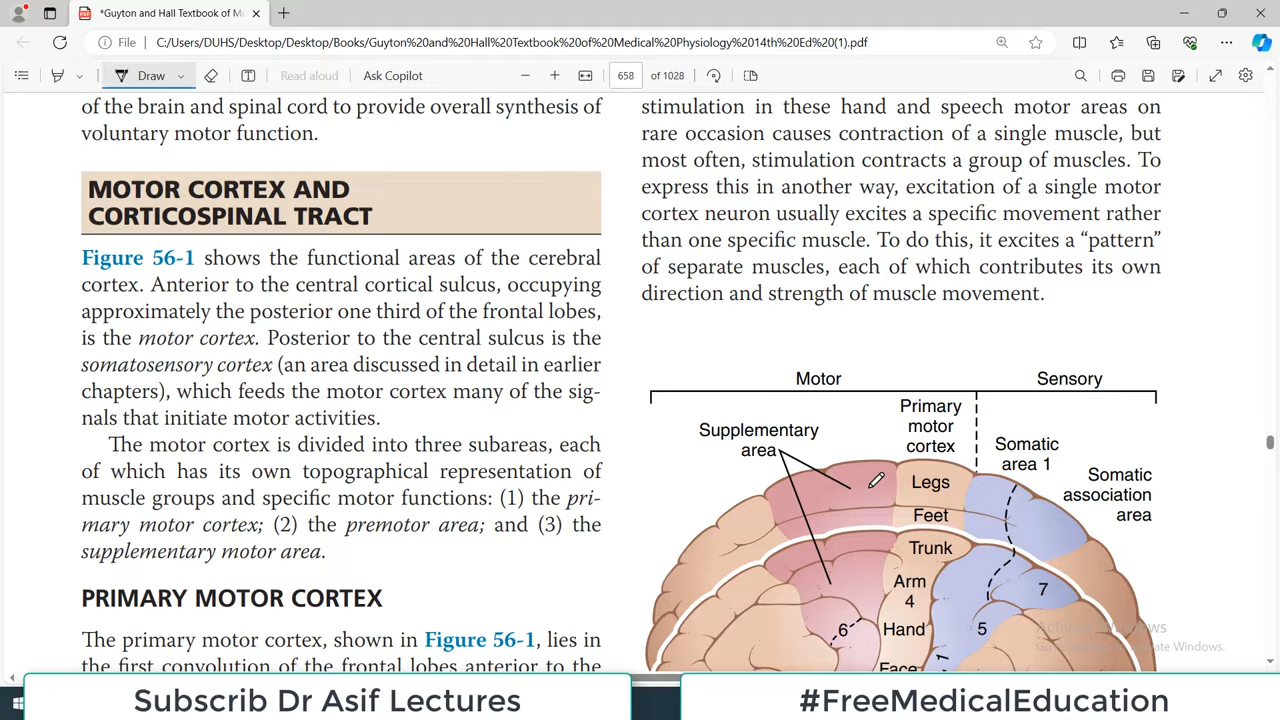 *Guyton and Hall Textbook of Me
File
C:/Users/DUHS/Desktop/Desktop/Books/Guyton%20and%20Hall%20Textbook%20of%20Medical%20Physiology%2014th%20Ed%20(1).pdf
Draw
Read aloud
Ask Copilot
658 of 1028
of the brain and spinal cord to provide overall synthesis of
voluntary motor function.
MOTOR CORTEX AND
CORTICOSPINAL TRACT
Figure 56-1 shows the functional areas of the cerebral
cortex. Anterior to the central cortical sulcus, occupying
approximately the posterior one third of the frontal lobes,
is the motor cortex. Posterior to the central sulcus is the
somatosensory cortex (an area discussed in detail in earlier
chapters), which feeds the motor cortex many of the sig-
nals that initiate motor activities.
The motor cortex is divided into three subareas, each
of which has its own topographical representation of
muscle groups and specific motor functions: (1) the pri-
mary motor cortex; (2) the premotor area; and (3) the
supplementary motor area.
PRIMARY MOTOR CORTEX
The primary motor cortex, shown in Figure 56-1, lies in
the first convolution of the frontal lobes anterior to the
stimulation in these hand and speech motor areas on
rare occasion causes contraction of a single muscle, but
most often, stimulation contracts a group of muscles. To
express this in another way, excitation of a single motor
cortex neuron usually excites a specific movement rather
than one specific muscle. To do this, it excites a “pattern”
of separate muscles, each of which contributes its own
direction and strength of muscle movement.
Motor
Sensory
Primary
motor
cortex
Supplementary
area
Somatic
area 1
Somatic
association
area
Legs
Feet
Trunk
Arm
4
Hand
Face
6
7
5
Subscrib Dr Asif Lectures
#FreeMedicalEducation